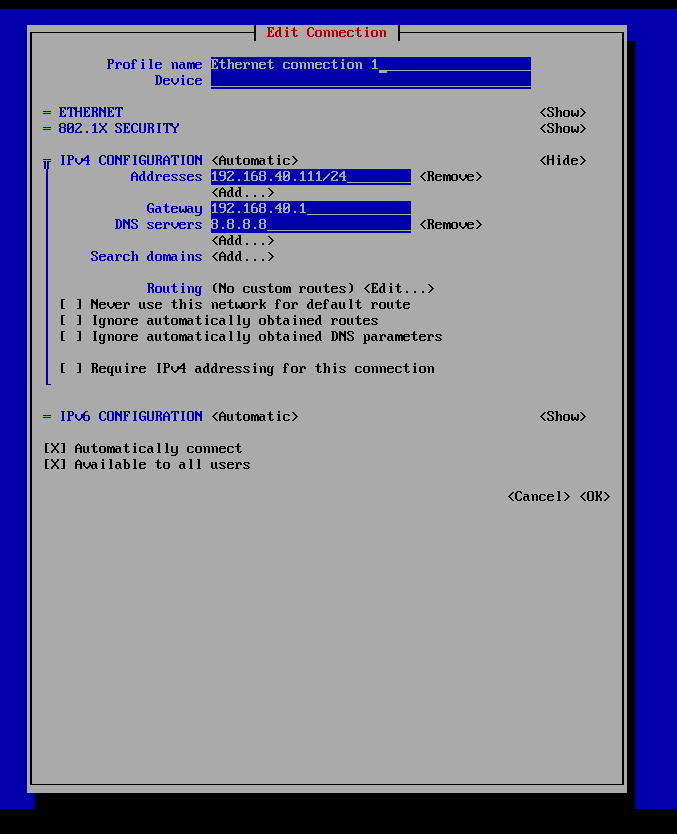 Edit Connection
Profile name Ethernet connection 1
Device
= ETHERNET <Show>
= 802.1X SECURITY <Show>
= IPv4 CONFIGURATION <Automatic> <Hide>
Addresses 192.168.40.111/24 <Remove>
<Add...>
Gateway 192.168.40.1
DNS servers 8.8.8.8 <Remove>
<Add...>
Search domains <Add...>
Routing (No custom routes) <Edit...>
[ ] Never use this network for default route
[ ] Ignore automatically obtained routes
[ ] Ignore automatically obtained DNS parameters
[ ] Require IPv4 addressing for this connection
= IPv6 CONFIGURATION <Automatic> <Show>
[X] Automatically connect
[X] Available to all users
<Cancel> <OK>